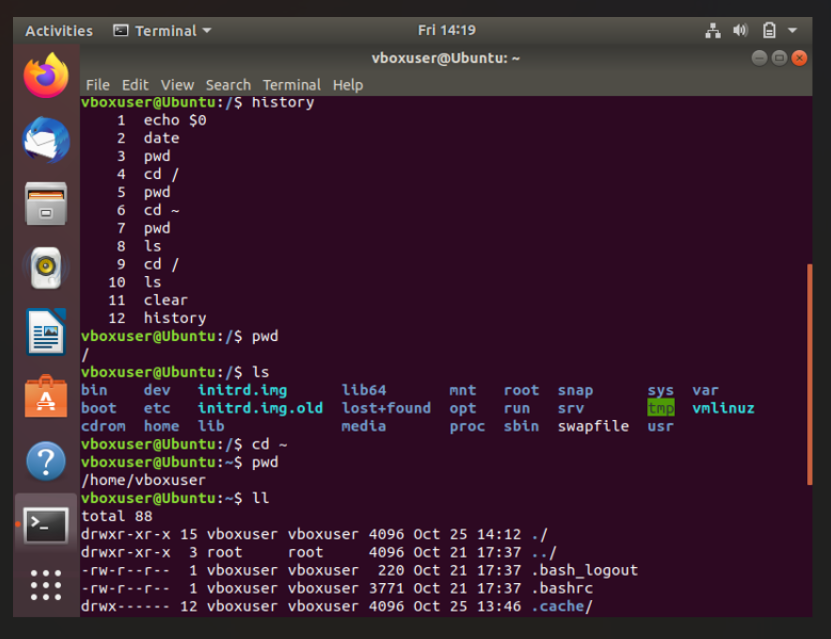 Activities Terminal Fri 14:19
vboxuser@Ubuntu: ~
File Edit View Search Terminal Help
vboxuser@Ubuntu:/$ history
1 echo $0
2 date
3 pwd
4 cd /
5 pwd
6 cd ~
7 pwd
8 ls
9 cd /
10 ls
11 clear
12 history
vboxuser@Ubuntu:/$ pwd
/
vboxuser@Ubuntu:/$ ls
bin dev initrd.img lib64 mnt root snap sys var
boot etc initrd.img.old lost+found opt run srv tmp vmlinuz
cdrom home lib media proc sbin swapfile usr
vboxuser@Ubuntu:/$ cd ~
vboxuser@Ubuntu:~$ pwd
/home/vboxuser
vboxuser@Ubuntu:~$ ll
total 88
drwxr-xr-x 15 vboxuser vboxuser 4096 Oct 25 14:12 ./
drwxr-xr-x 3 root root 4096 Oct 21 17:37 ../
-rw-r--r-- 1 vboxuser vboxuser 220 Oct 21 17:37 .bash_logout
-rw-r--r-- 1 vboxuser vboxuser 3771 Oct 21 17:37 .bashrc
drwx------ 12 vboxuser vboxuser 4096 Oct 25 13:46 .cache/